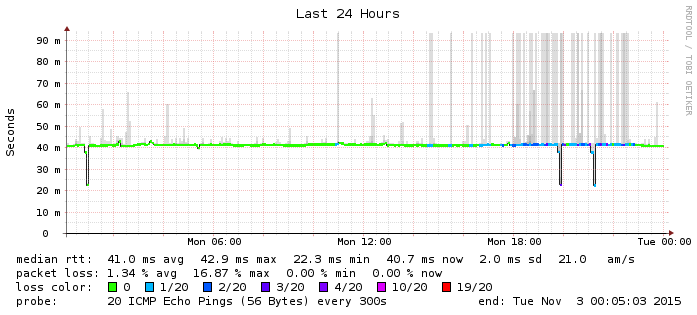 Last 24 Hours
RRDTOOL / TOBI OETIKER
Seconds
90 m
80 m
70 m
60 m
50 m
40 m
30 m
20 m
10 m
0
Mon 06:00 Mon 12:00 Mon 18:00 Tue 00:00
median rtt: 41.0 ms avg 42.9 ms max 22.3 ms min 40.7 ms now 2.0 ms sd 21.0 am/s
packet loss: 1.34 % avg 16.87 % max 0.00 % min 0.00 % now
loss color: 0 1/20 2/20 3/20 4/20 10/20 19/20
probe: 20 ICMP Echo Pings (56 Bytes) every 300s end: Tue Nov 3 00:05:03 2015